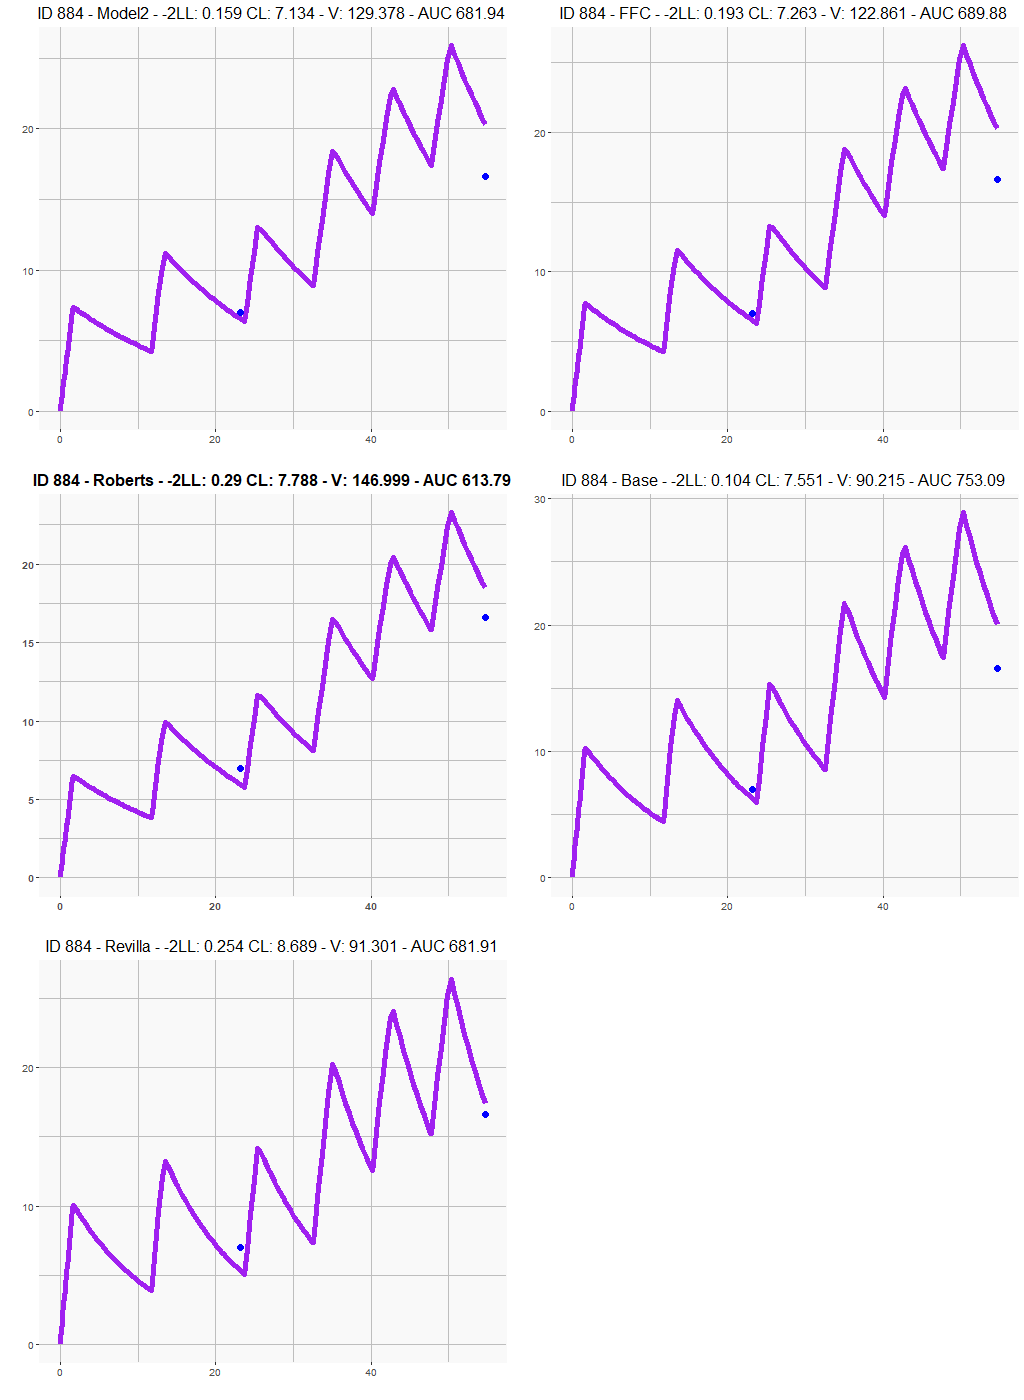 ID 884 - Model2 - -2LL: 0.159 CL: 7.134 - V: 129.378 - AUC 681.94
20
10
0
0 20 40
ID 884 - FFC - -2LL: 0.193 CL: 7.263 - V: 122.861 - AUC 689.88
20
10
0
0 20 40
ID 884 - Roberts - -2LL: 0.29 CL: 7.788 - V: 146.999 - AUC 613.79
20
15
10
5
0
0 20 40
ID 884 - Base - -2LL: 0.104 CL: 7.551 - V: 90.215 - AUC 753.09
30
20
10
0
0 20 40
ID 884 - Revilla - -2LL: 0.254 CL: 8.689 - V: 91.301 - AUC 681.91
20
10
0
0 20 40